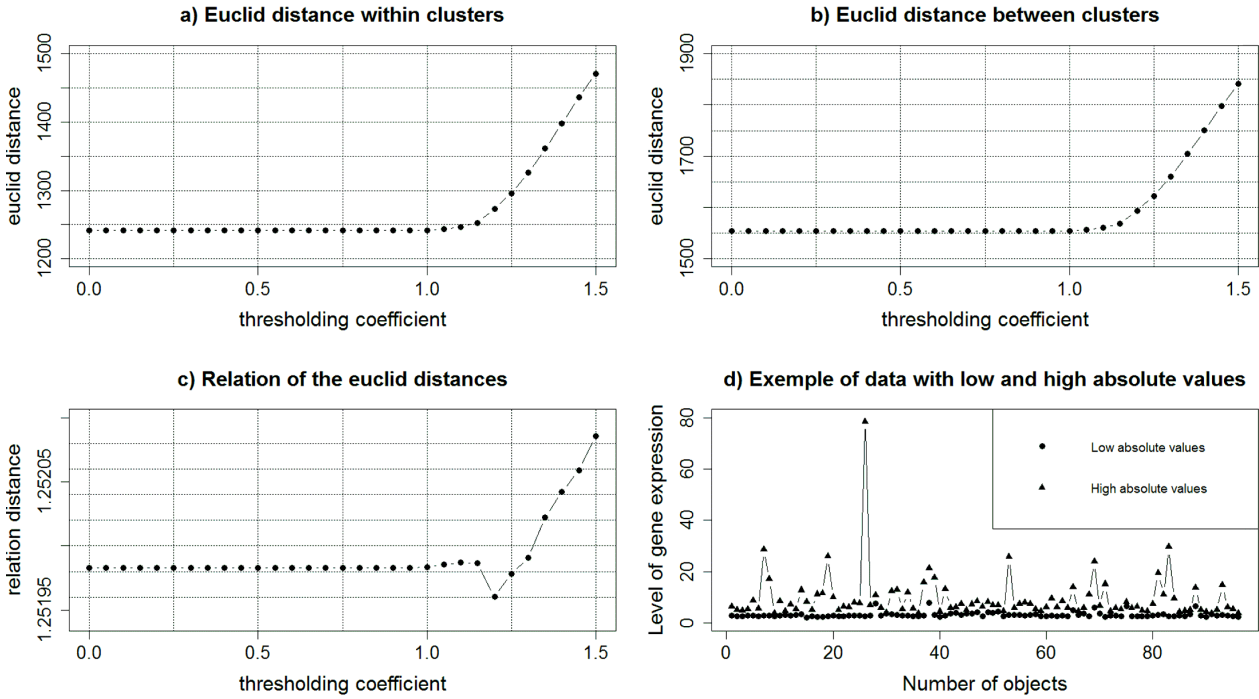 a) Euclid distance within clusters
euclid distance
1200 1300 1400 1500
0.0 0.5 1.0 1.5
thresholding coefficient
b) Euclid distance between clusters
euclid distance
1500 1700 1900
0.0 0.5 1.0 1.5
thresholding coefficient
c) Relation of the euclid distances
relation distance
1.25195 1.25205
0.0 0.5 1.0 1.5
thresholding coefficient
d) Exemple of data with low and high absolute values
Level of gene expression
0 20 40 60 80
Low absolute values
High absolute values
0 20 40 60 80
Number of objects